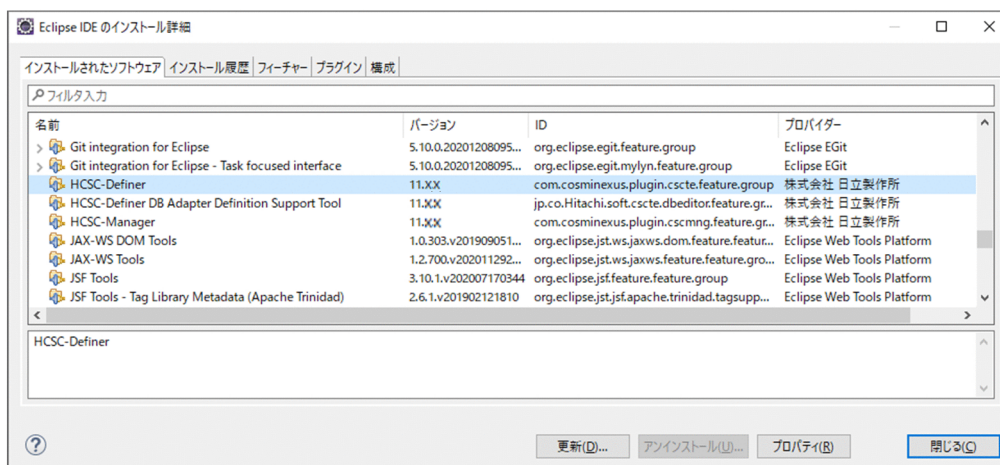 Eclipse IDE のインストール詳細
インストールされたソフトウェア インストール履歴 フィーチャー プラグイン 構成
フィルタ入力
名前 バージョン ID プロバイダー
Git integration for Eclipse 5.10.0.20201208095... org.eclipse.egit.feature.group Eclipse EGit
Git integration for Eclipse - Task focused interface 5.10.0.20201208095... org.eclipse.egit.mylyn.feature.group Eclipse EGit
HCSC-Definer 11.XX com.cosminexus.plugin.cscte.feature.group 株式会社 日立製作所
HCSC-Definer DB Adapter Definition Support Tool 11.XX jp.co.Hitachi.soft.cscte.dbeditor.feature.gr... 株式会社 日立製作所
HCSC-Manager 11.XX com.cosminexus.plugin.cscmng.feature.gr... 株式会社 日立製作所
JAX-WS DOM Tools 1.0.303.v201909051... org.eclipse.jst.ws.jaxws.dom.feature.featur... Eclipse Web Tools Platform
JAX-WS Tools 1.2.700.v202011292... org.eclipse.jst.ws.jaxws.feature.feature.gro... Eclipse Web Tools Platform
JSF Tools 3.10.1.v202007170344 org.eclipse.jsf.feature.feature.group Eclipse Web Tools Platform
JSF Tools - Tag Library Metadata (Apache Trinidad) 2.6.1.v201902121810 org.eclipse.jst.jsf.apache.trinidad.tagsupp... Eclipse Web Tools Platform
HCSC-Definer
更新(D)... アンインストール(U)... プロパティ(R) 閉じる(C)